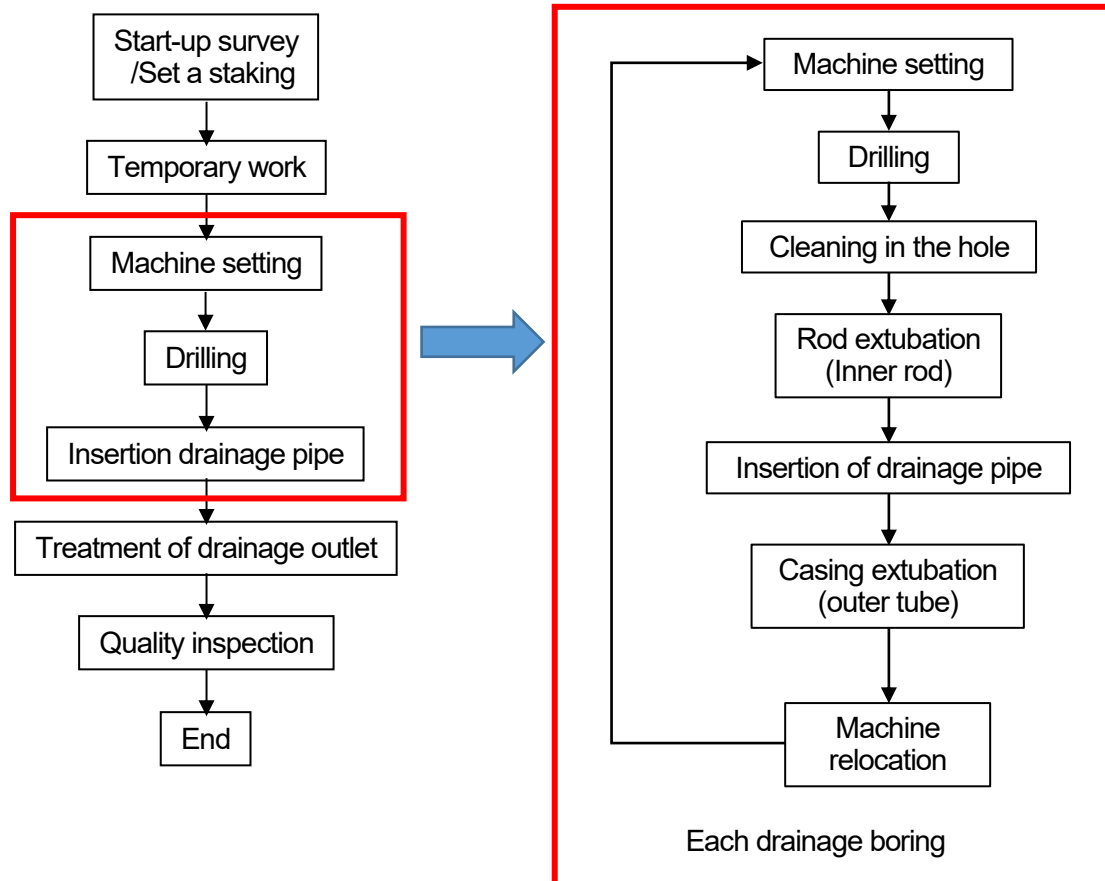 Start-up survey
/Set a staking
Temporary work
Machine setting
Drilling
Insertion drainage pipe
Treatment of drainage outlet
Quality inspection
End
Machine setting
Drilling
Cleaning in the hole
Rod extubation
(Inner rod)
Insertion of drainage pipe
Casing extubation
(outer tube)
Machine
relocation
Each drainage boring